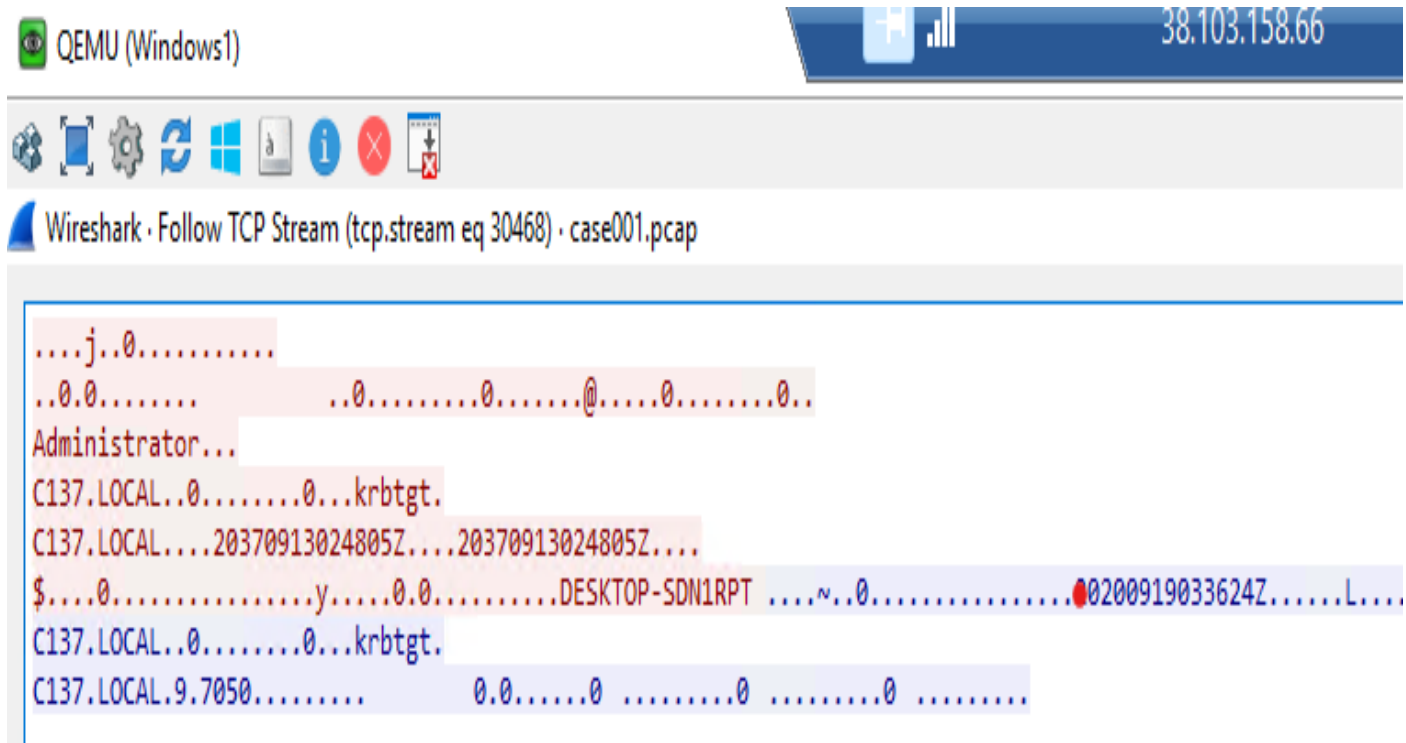 QEMU (Windows1)
38.103.158.66
Wireshark · Follow TCP Stream (tcp.stream eq 30468) · case001.pcap
....j..0...........
..0.0........ ..0.........0.......@.....0........0..
Administrator...
C137.LOCAL..0........0...krbtgt.
C137.LOCAL....20370913024805Z....20370913024805Z....
$....0................y.....0.0..........DESKTOP-SDN1RPT ....~..0................0200919033624Z......L....
C137.LOCAL..0........0...krbtgt.
C137.LOCAL.9.7050......... 0.0......0 .........0 .........0 .........